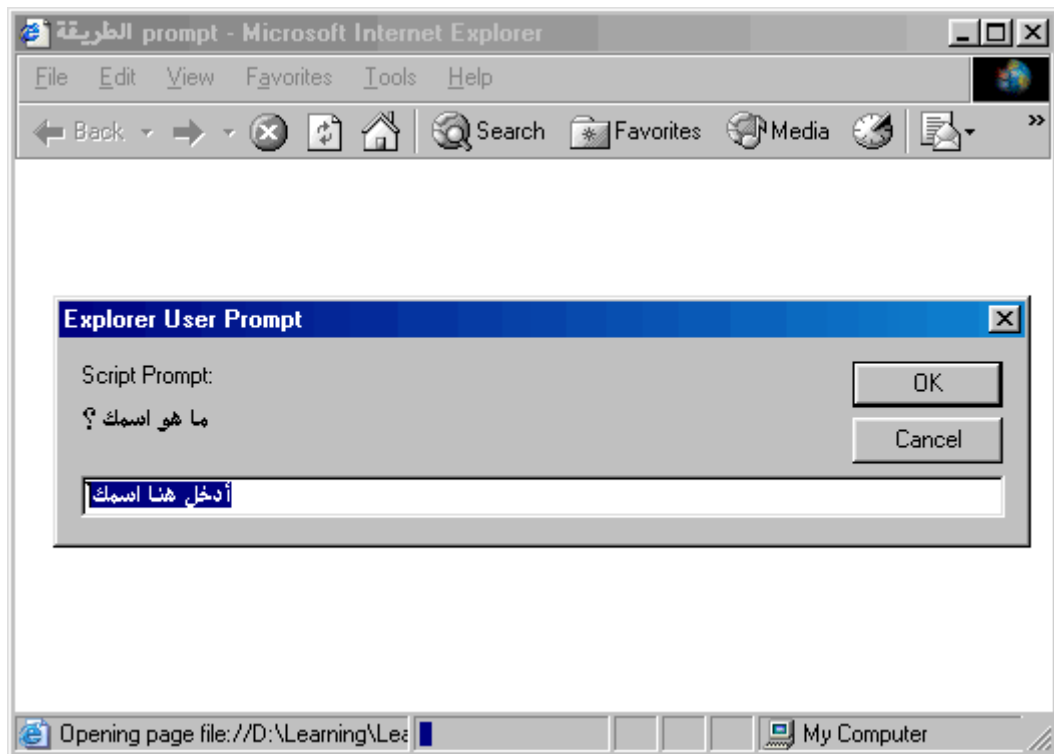 الطريقة prompt - Microsoft Internet Explorer
File Edit View Favorites Tools Help
Back Search Favorites Media
Explorer User Prompt
Script Prompt:
OK
ما هو اسمك ؟
Cancel
أدخل هنا اسمك
Opening page file://D:\Learning\Lea My Computer